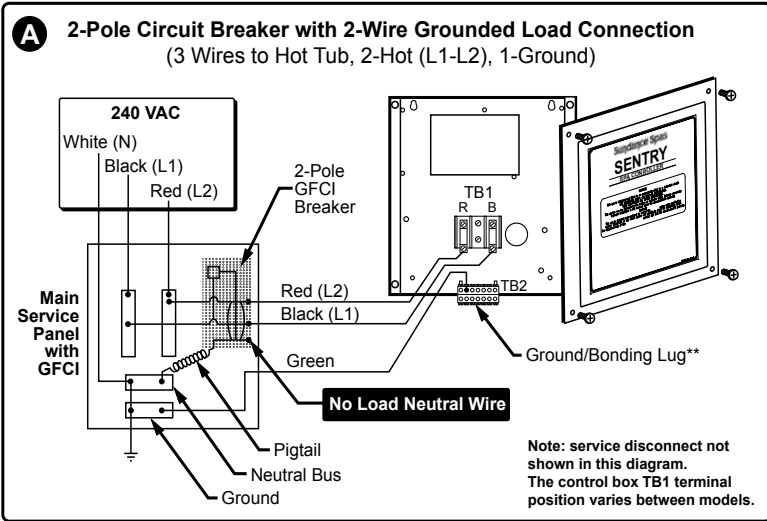 A
2-Pole Circuit Breaker with 2-Wire Grounded Load Connection
(3 Wires to Hot Tub, 2-Hot (L1-L2), 1-Ground)
240 VAC
White (N)
Black (L1)
Red (L2)
2-Pole
GFCI
Breaker
Main
Service
Panel
with
GFCI
Red (L2)
Black (L1)
Green
No Load Neutral Wire
Pigtail
Neutral Bus
Ground
TB1
R B
TB2
Ground/Bonding Lug**
Sundance Spas
SENTRY
SPA CONTROLLER
Note: service disconnect not
shown in this diagram.
The control box TB1 terminal
position varies between models.